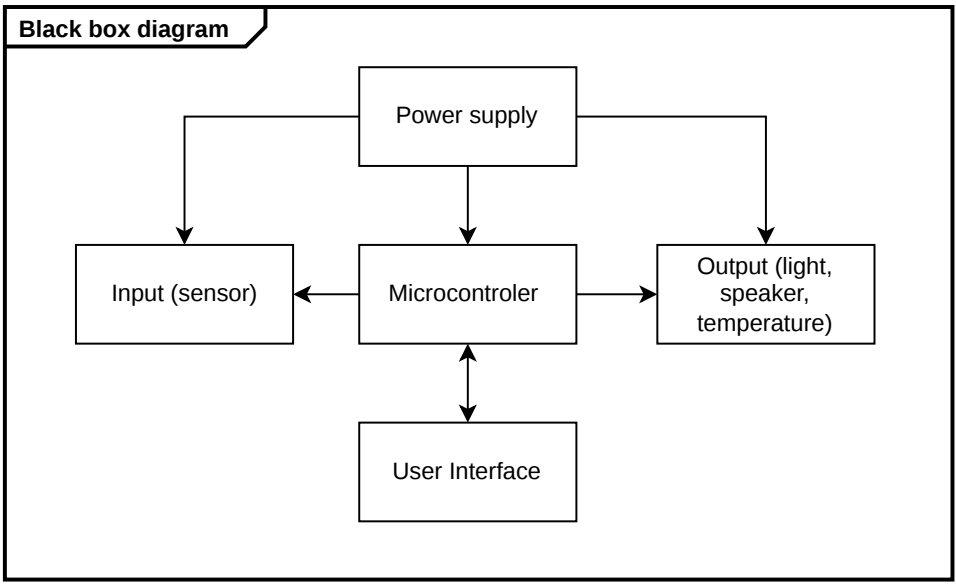 Black box diagram
Power supply
Input (sensor)
Microcontroler
Output (light,
speaker,
temperature)
User Interface